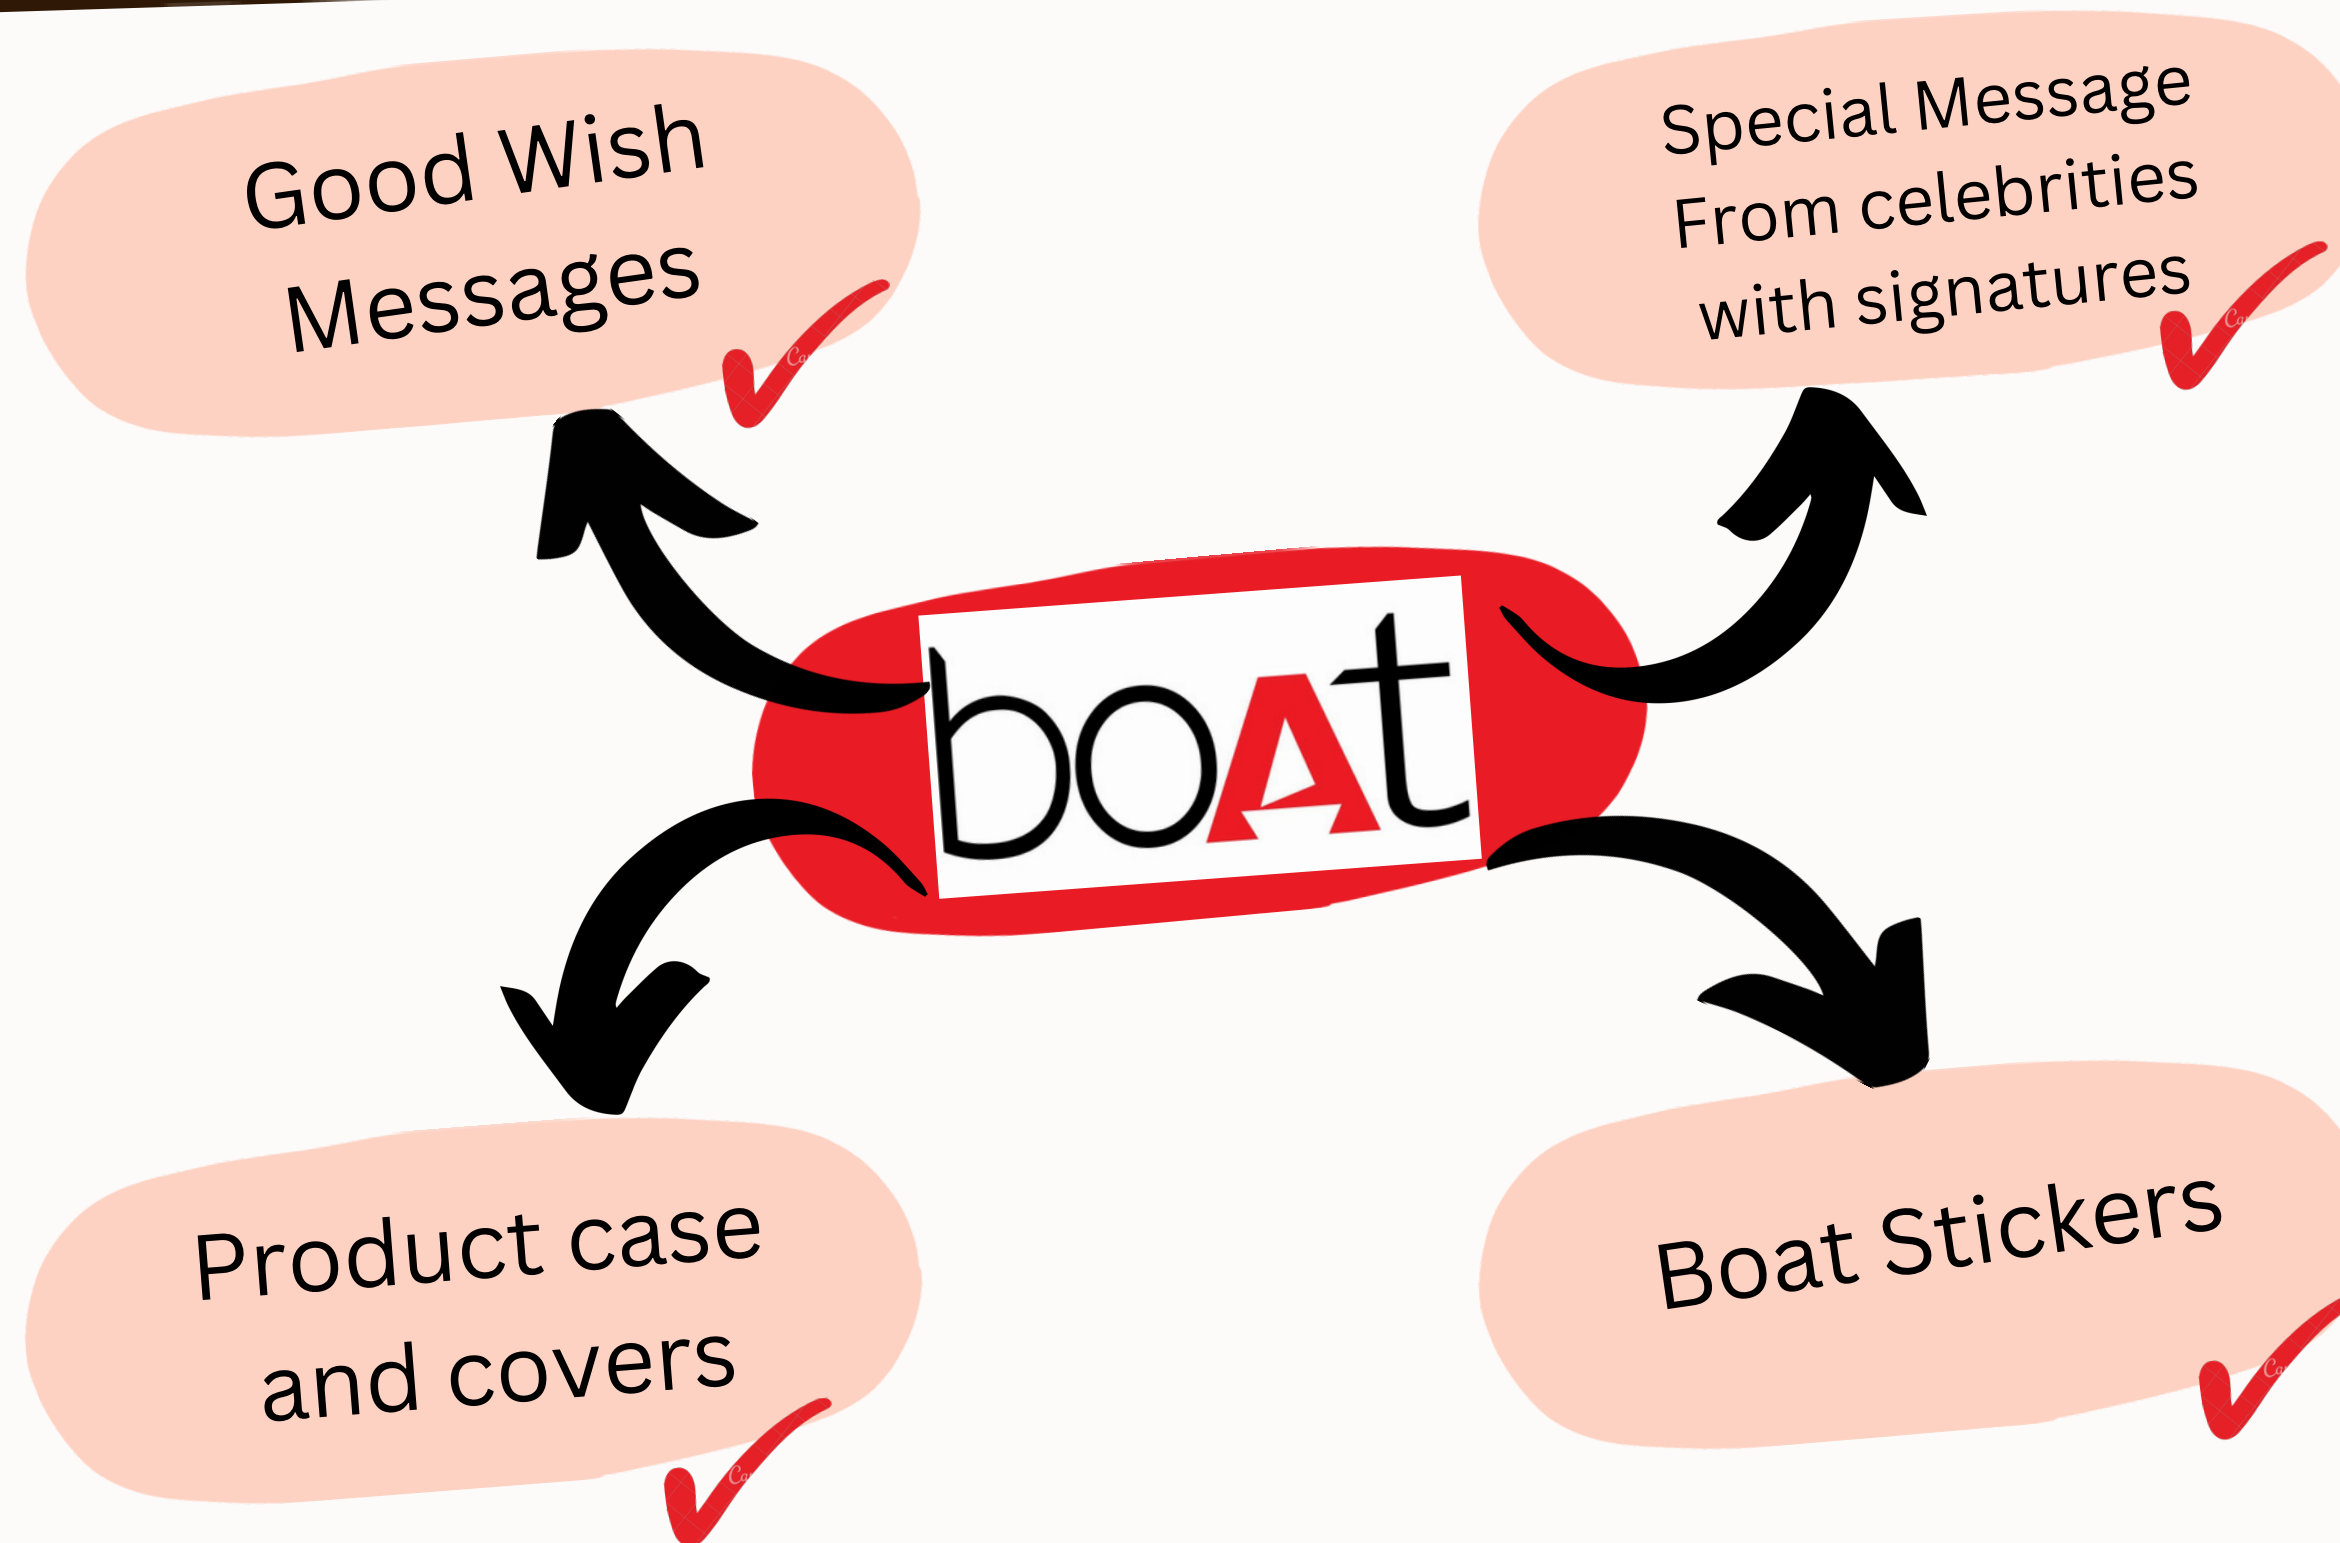 Good Wish
Messages
Special Message
From celebrities
with signatures
boAt
Product case
and covers
Boat Stickers